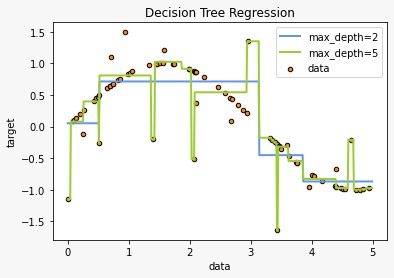 Decision Tree Regression
max_depth=2
max_depth=5
data
1.5
1.0
0.5
0.0
−0.5
−1.0
−1.5
target
0
1
2
3
4
5
data